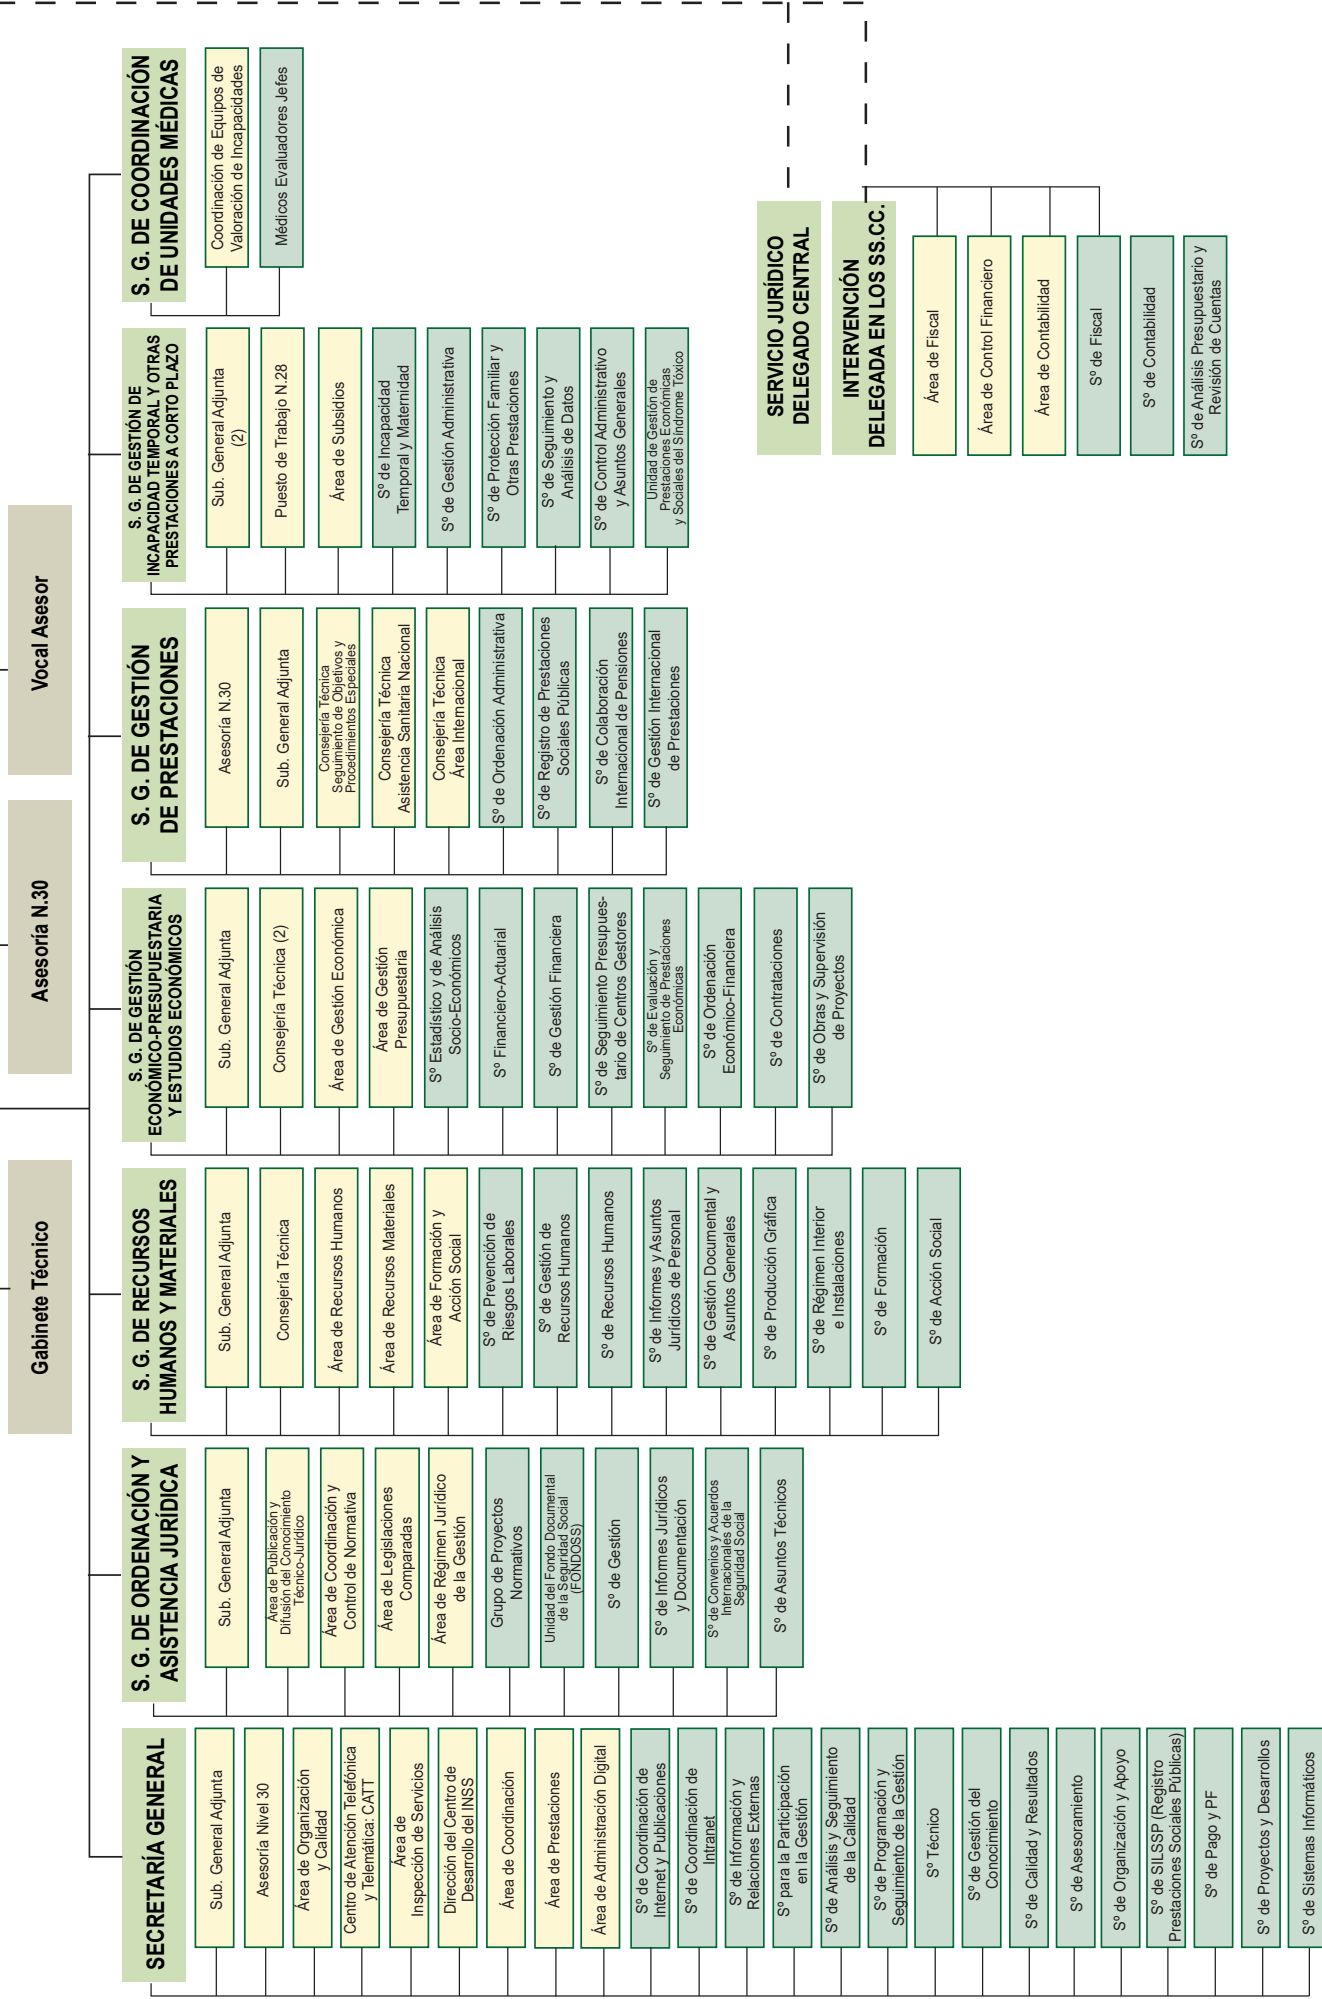 Gabinete Técnico
Asesoría N.30
Vocal Asesor
SECRETARÍA GENERAL
Sub. General Adjunta
Asesoría Nivel 30
Área de Organización
y Calidad
Centro de Atención Telefónica
y Telemática: CATT
Área de
Inspección de Servicios
Dirección del Centro de
Desarrollo del INSS
Área de Coordinación
Área de Prestaciones
Área de Administración Digital
Sº de Coordinación de
Internet y Publicaciones
Sº de Coordinación de
Intranet
Sº de Información y
Relaciones Externas
Sº para la Participación
en la Gestión
Sº de Análisis y Seguimiento
de la Calidad
Sº de Programación y
Seguimiento de la Gestión
Sº Técnico
Sº de Gestión del
Conocimiento
Sº de Calidad y Resultados
Sº de Asesoramiento
Sº de Organización y Apoyo
Sº de SILSSP (Registro
Prestaciones Sociales Públicas)
Sº de Pago y PF
Sº de Proyectos y Desarrollos
Sº de Sistemas Informáticos
S. G. DE ORDENACIÓN Y
ASISTENCIA JURÍDICA
Sub. General Adjunta
Área de Publicación y
Difusión del Conocimiento
Técnico-Jurídico
Área de Coordinación y
Control de Normativa
Área de Legislaciones
Comparadas
Área de Régimen Jurídico
de la Gestión
Grupo de Proyectos
Normativos
Unidad del Fondo Documental
de la Seguridad Social
(FONDOSS)
Sº de Gestión
Sº de Informes Jurídicos
y Documentación
Sº de Convenios y Acuerdos
Internacionales de la
Seguridad Social
Sº de Asuntos Técnicos
S. G. DE RECURSOS
HUMANOS Y MATERIALES
Sub. General Adjunta
Consejería Técnica
Área de Recursos Humanos
Área de Recursos Materiales
Área de Formación y
Acción Social
Sº de Prevención de
Riesgos Laborales
Sº de Gestión de
Recursos Humanos
Sº de Recursos Humanos
Sº de Informes y Asuntos
Jurídicos de Personal
Sº de Gestión Documental y
Asuntos Generales
Sº de Producción Gráfica
Sº de Régimen Interior
e Instalaciones
Sº de Formación
Sº de Acción Social
S. G. DE GESTIÓN
ECONÓMICO-PRESUPUESTARIA
Y ESTUDIOS ECONÓMICOS
Sub. General Adjunta
Consejería Técnica (2)
Área de Gestión Económica
Área de Gestión
Presupuestaria
Sº Estadístico y de Análisis
Socio-Económicos
Sº Financiero-Actuarial
Sº de Gestión Financiera
Sº de Seguimiento Presupues-
tario de Centros Gestores
Sº de Evaluación y
Seguimiento de Prestaciones
Económicas
Sº de Ordenación
Económico-Financiera
Sº de Contrataciones
Sº de Obras y Supervisión
de Proyectos
S. G. DE GESTIÓN
DE PRESTACIONES
Asesoría N.30
Sub. General Adjunta
Consejería Técnica
Seguimiento de Objetivos y
Procedimientos Especiales
Consejería Técnica
Asistencia Sanitaria Nacional
Consejería Técnica
Área Internacional
Sº de Ordenación Administrativa
Sº de Registro de Prestaciones
Sociales Públicas
Sº de Colaboración
Internacional de Pensiones
Sº de Gestión Internacional
de Prestaciones
S. G. DE GESTIÓN DE
INCAPACIDAD TEMPORAL Y OTRAS
PRESTACIONES A CORTO PLAZO
Sub. General Adjunta
(2)
Puesto de Trabajo N.28
Área de Subsidios
Sº de Incapacidad
Temporal y Maternidad
Sº de Gestión Administrativa
Sº de Protección Familiar y
Otras Prestaciones
Sº de Seguimiento y
Análisis de Datos
Sº de Control Administrativo
y Asuntos Generales
Unidad de Gestión de
Prestaciones Económicas
y Sociales del Síndrome Tóxico
S. G. DE COORDINACIÓN
DE UNIDADES MÉDICAS
Coordinación de Equipos de
Valoración de Incapacidades
Médicos Evaluadores Jefes
SERVICIO JURÍDICO
DELEGADO CENTRAL
INTERVENCIÓN
DELEGADA EN LOS SS.CC.
Área de Fiscal
Área de Control Financiero
Área de Contabilidad
Sº de Fiscal
Sº de Contabilidad
Sº de Análisis Presupuestario y
Revisión de Cuentas